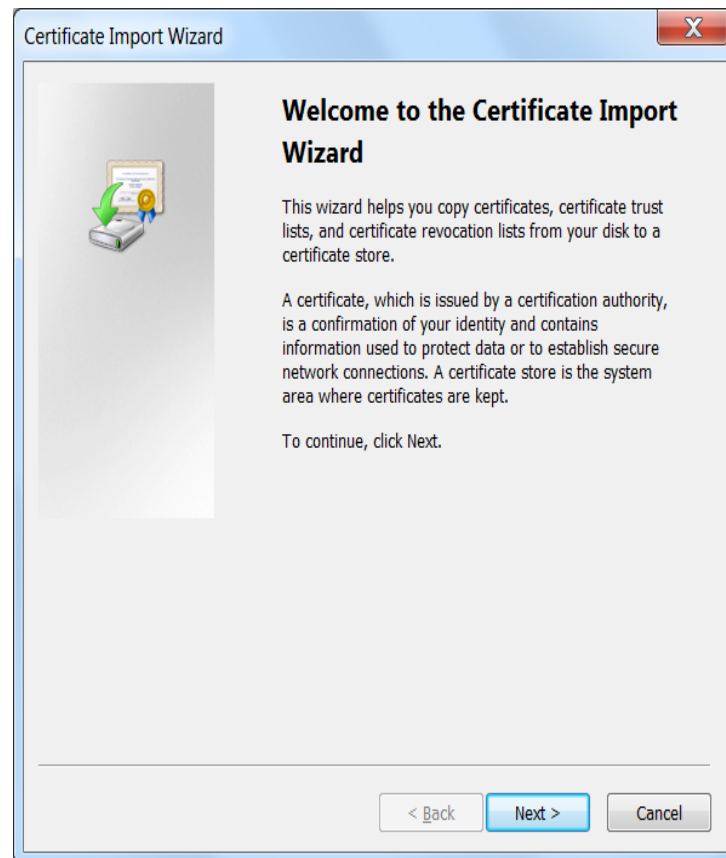 Certificate Import Wizard
X
Welcome to the Certificate Import
Wizard
This wizard helps you copy certificates, certificate trust
lists, and certificate revocation lists from your disk to a
certificate store.
A certificate, which is issued by a certification authority,
is a confirmation of your identity and contains
information used to protect data or to establish secure
network connections. A certificate store is the system
area where certificates are kept.
To continue, click Next.
< Back Next > Cancel